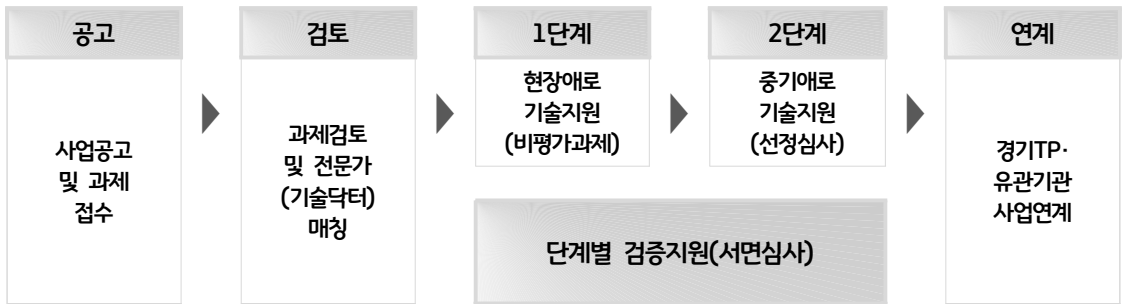 공고
사업공고
및 과제
접수
검토
과제검토
및 전문가
(기술닥터)
매칭
1단계
현장애로
기술지원
(비평가과제)
2단계
중기애로
기술지원
(선정심사)
단계별 검증지원(서면심사)
연계
경기TP·
유관기관
사업연계